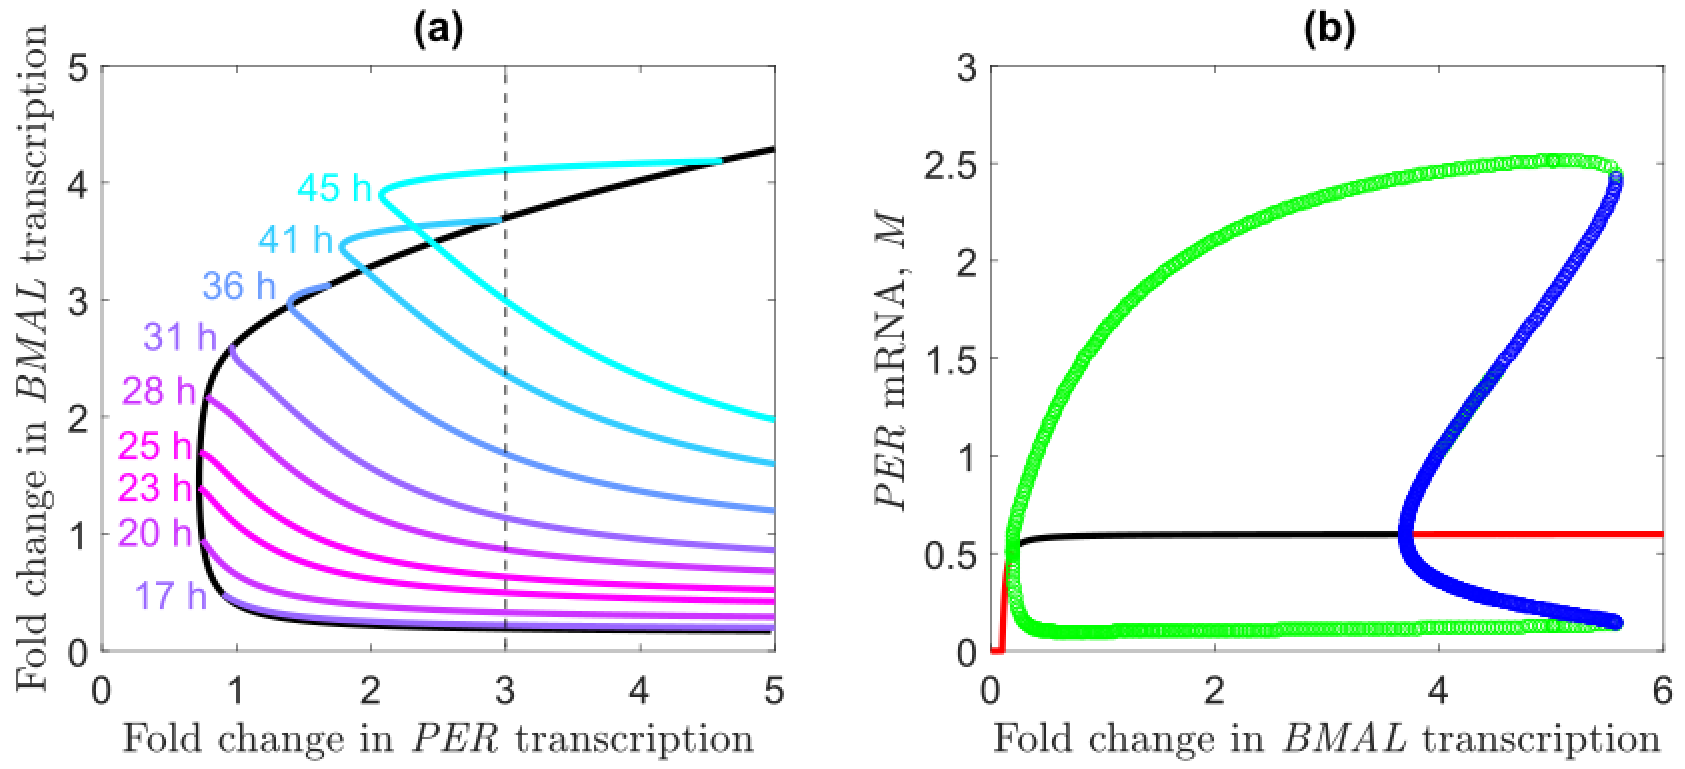 (a)
Fold change in BMAL transcription
5
4
3
2
1
0
45 h
41 h
36 h
31 h
28 h
25 h
23 h
20 h
17 h
0 1 2 3 4 5
Fold change in PER transcription
(b)
PER mRNA, M
3
2.5
2
1.5
1
0.5
0
0 2 4 6
Fold change in BMAL transcription